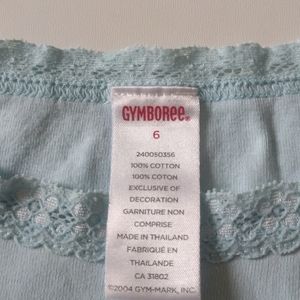 GYMBOREE®
6
240050356
100% COTTON
100% COTON
EXCLUSIVE OF
DECORATION
GARNITURE NON
COMPRISE
MADE IN THAILAND
FABRIQUÉ EN
THAILANDE
CA 31802
©2004 GYM-MARK, INC.